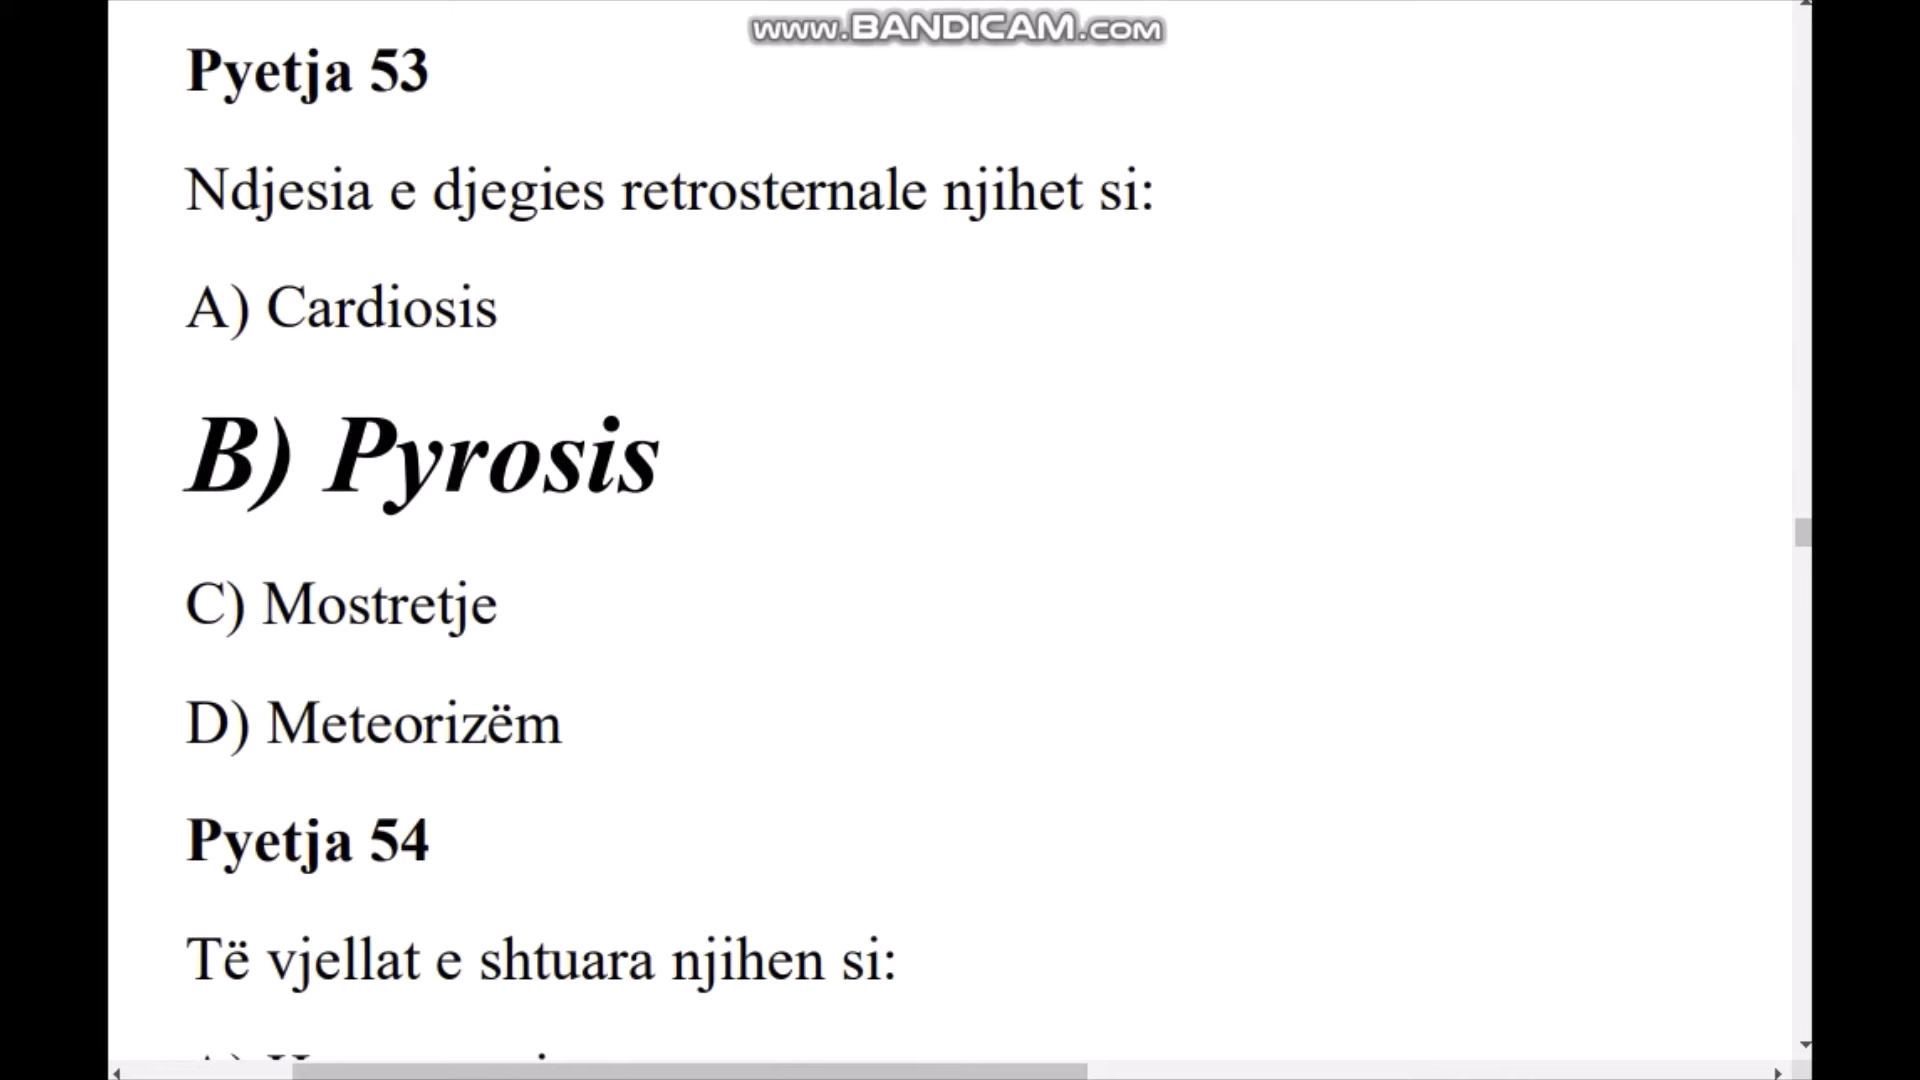 www.BANDICAM.COM
Pyetja 53
Ndjesia e djegies retrosternale njihet si:
A) Cardiosis
B) Pyrosis
C) Mostretje
D) Meteorizëm
Pyetja 54
Të vjellat e shtuara njihen si: